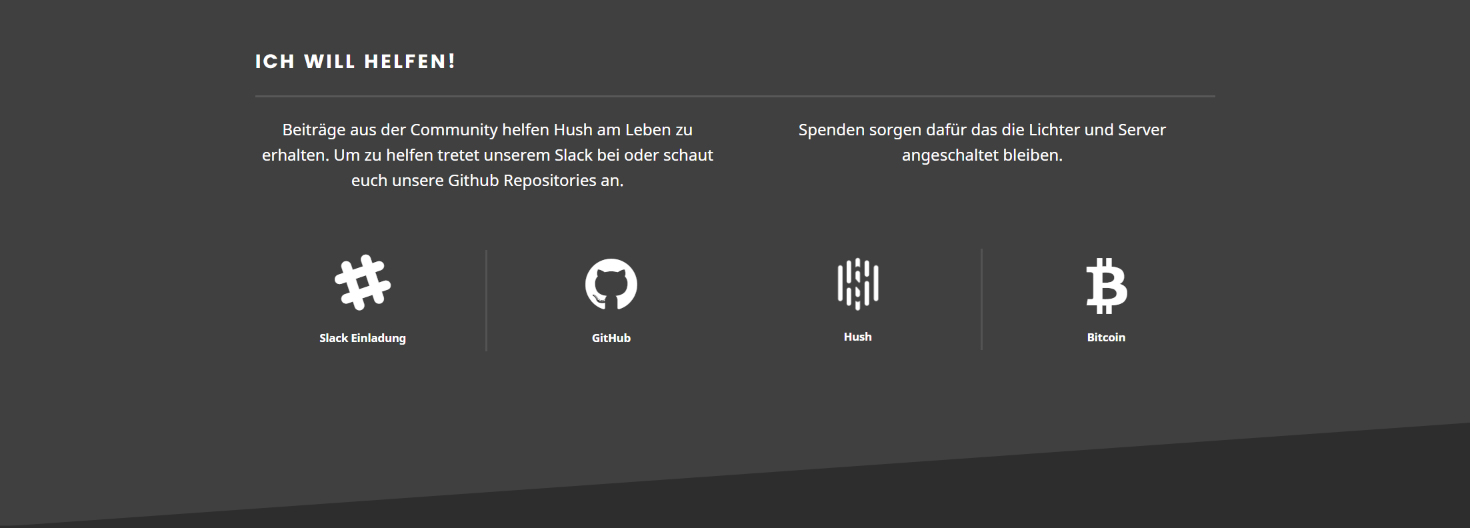 ICH WILL HELFEN!
Beiträge aus der Community helfen Hush am Leben zu
erhalten. Um zu helfen tretet unserem Slack bei oder schaut
euch unsere Github Repositories an.
Spenden sorgen dafür das die Lichter und Server
angeschaltet bleiben.
Slack Einladung
GitHub
Hush
Bitcoin